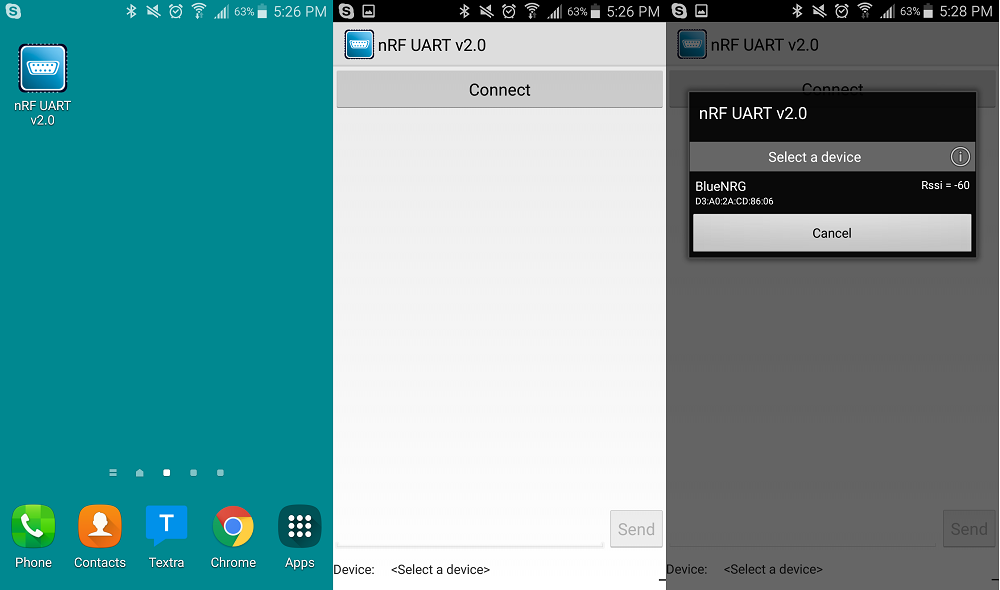 63% 5:26 PM
nRF UART
v2.0
Phone Contacts Textra Chrome Apps
63% 5:26 PM
nRF UART v2.0
Connect
Send
Device: <Select a device>
63% 5:28 PM
nRF UART v2.0
Connect
nRF UART v2.0
Select a device
BlueNRG Rssi = -60
D3:A0:2A:CD:86:06
Cancel
Send
Device: <Select a device>